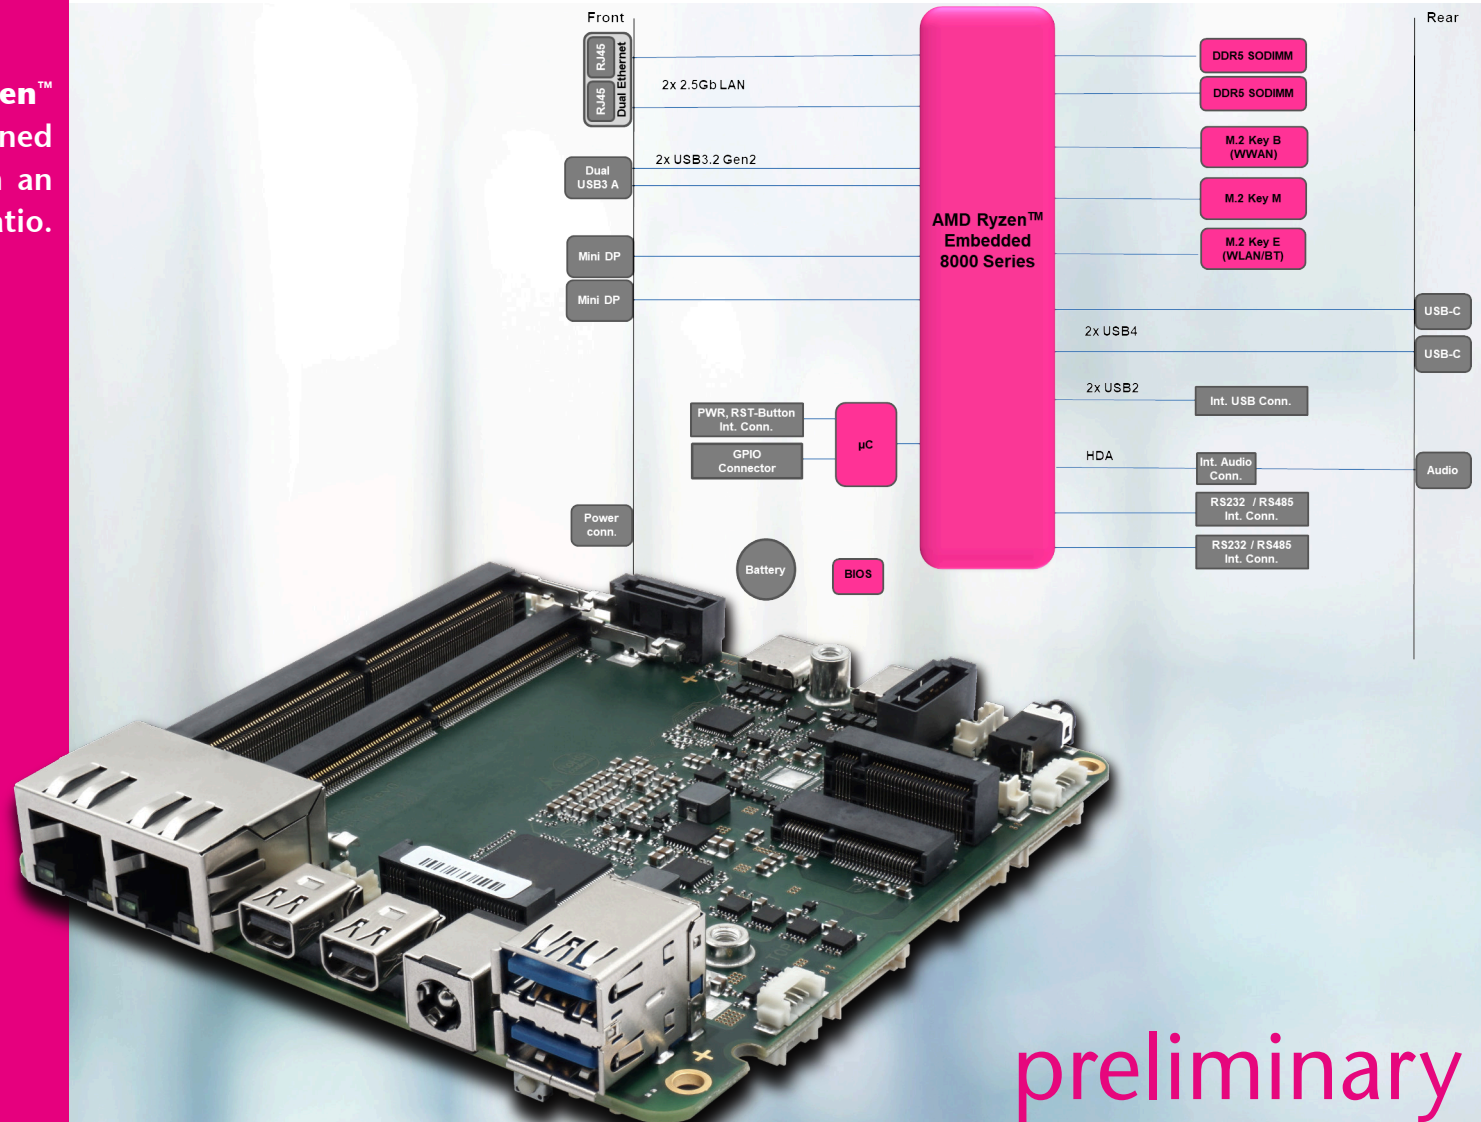 en™
ned
an
atio.
Front
Rear
RJ45
RJ45
Dual Ethernet
2x 2.5Gb LAN
2x USB3.2 Gen2
Dual
USB3 A
Mini DP
Mini DP
PWR, RST-Button
Int. Conn.
GPIO
Connector
µC
Power
conn.
Battery
BIOS
AMD Ryzen™
Embedded
8000 Series
DDR5 SODIMM
DDR5 SODIMM
M.2 Key B
(WWAN)
M.2 Key M
M.2 Key E
(WLAN/BT)
USB-C
2x USB4
USB-C
2x USB2
Int. USB Conn.
HDA
Int. Audio
Conn.
Audio
RS232 / RS485
Int. Conn.
RS232 / RS485
Int. Conn.
preliminary